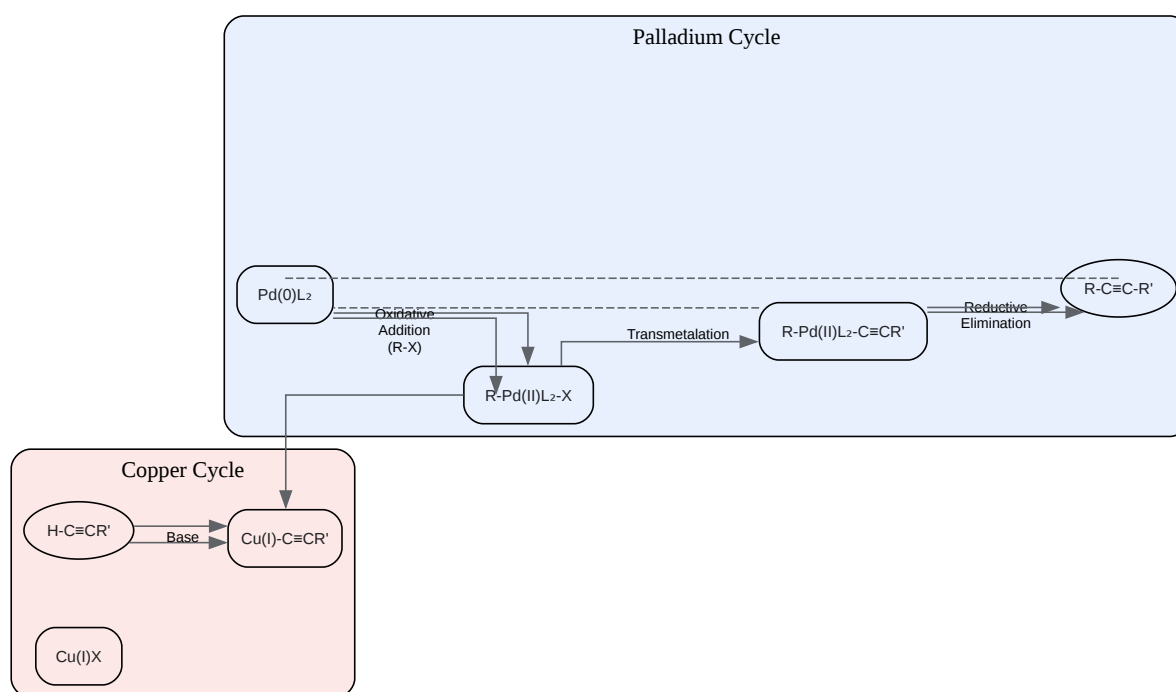 Palladium Cycle
Pd(0)L₂
Oxidative
Addition
(R-X)
R-Pd(II)L₂-X
Transmetalation
R-Pd(II)L₂-C≡CR'
Reductive
Elimination
R-C≡C-R'
Copper Cycle
H-C≡CR'
Base
Cu(I)-C≡CR'
Cu(I)X